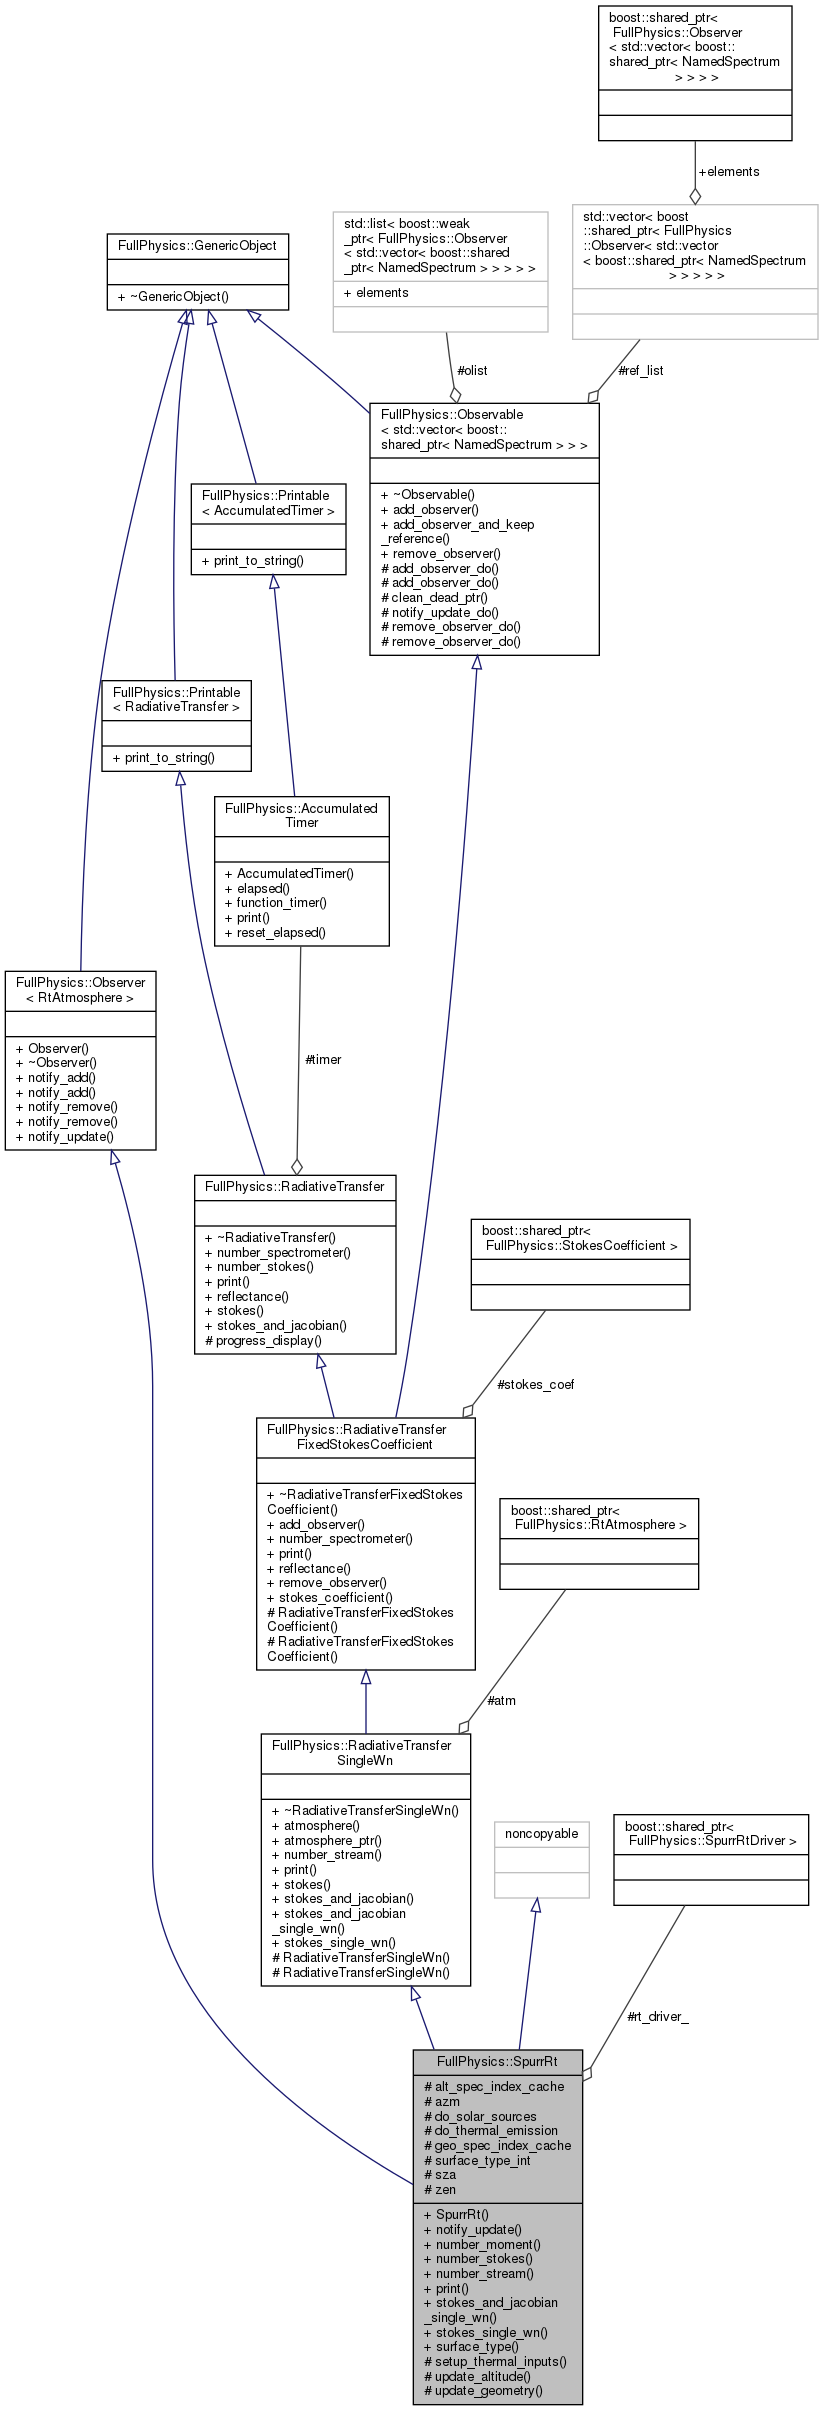 boost::shared_ptr<
FullPhysics::Observer
< std::vector< boost::
shared_ptr< NamedSpectrum
> > > >
+elements
std::vector< boost
::shared_ptr< FullPhysics
::Observer< std::vector
< boost::shared_ptr< NamedSpectrum
> > > > >
std::list< boost::weak
_ptr< FullPhysics::Observer
< std::vector< boost::shared
_ptr< NamedSpectrum > > > > >
+ elements
FullPhysics::GenericObject
+ ~GenericObject()
#olist
#ref_list
FullPhysics::Observable
< std::vector< boost::
shared_ptr< NamedSpectrum > > >
+ ~Observable()
+ add_observer()
+ add_observer_and_keep
_reference()
+ remove_observer()
# add_observer_do()
# add_observer_do()
# clean_dead_ptr()
# notify_update_do()
# remove_observer_do()
# remove_observer_do()
FullPhysics::Printable
< AccumulatedTimer >
+ print_to_string()
FullPhysics::Printable
< RadiativeTransfer >
+ print_to_string()
FullPhysics::Accumulated
Timer
+ AccumulatedTimer()
+ elapsed()
+ function_timer()
+ print()
+ reset_elapsed()
FullPhysics::Observer
< RtAtmosphere >
+ Observer()
+ ~Observer()
+ notify_add()
+ notify_add()
+ notify_remove()
+ notify_remove()
+ notify_update()
#timer
FullPhysics::RadiativeTransfer
+ ~RadiativeTransfer()
+ number_spectrometer()
+ number_stokes()
+ print()
+ reflectance()
+ stokes()
+ stokes_and_jacobian()
# progress_display()
boost::shared_ptr<
FullPhysics::StokesCoefficient >
#stokes_coef
FullPhysics::RadiativeTransfer
FixedStokesCoefficient
+ ~RadiativeTransferFixedStokes
Coefficient()
+ add_observer()
+ number_spectrometer()
+ print()
+ reflectance()
+ remove_observer()
+ stokes_coefficient()
# RadiativeTransferFixedStokes
Coefficient()
# RadiativeTransferFixedStokes
Coefficient()
boost::shared_ptr<
FullPhysics::RtAtmosphere >
#atm
FullPhysics::RadiativeTransfer
SingleWn
+ ~RadiativeTransferSingleWn()
+ atmosphere()
+ atmosphere_ptr()
+ number_stream()
+ print()
+ stokes()
+ stokes_and_jacobian()
+ stokes_and_jacobian
_single_wn()
+ stokes_single_wn()
# RadiativeTransferSingleWn()
# RadiativeTransferSingleWn()
noncopyable
boost::shared_ptr<
FullPhysics::SpurrRtDriver >
#rt_driver_
FullPhysics::SpurrRt
# alt_spec_index_cache
# azm
# do_solar_sources
# do_thermal_emission
# geo_spec_index_cache
# surface_type_int
# sza
# zen
+ SpurrRt()
+ notify_update()
+ number_moment()
+ number_stokes()
+ number_stream()
+ print()
+ stokes_and_jacobian
_single_wn()
+ stokes_single_wn()
+ surface_type()
# setup_thermal_inputs()
# update_altitude()
# update_geometry()